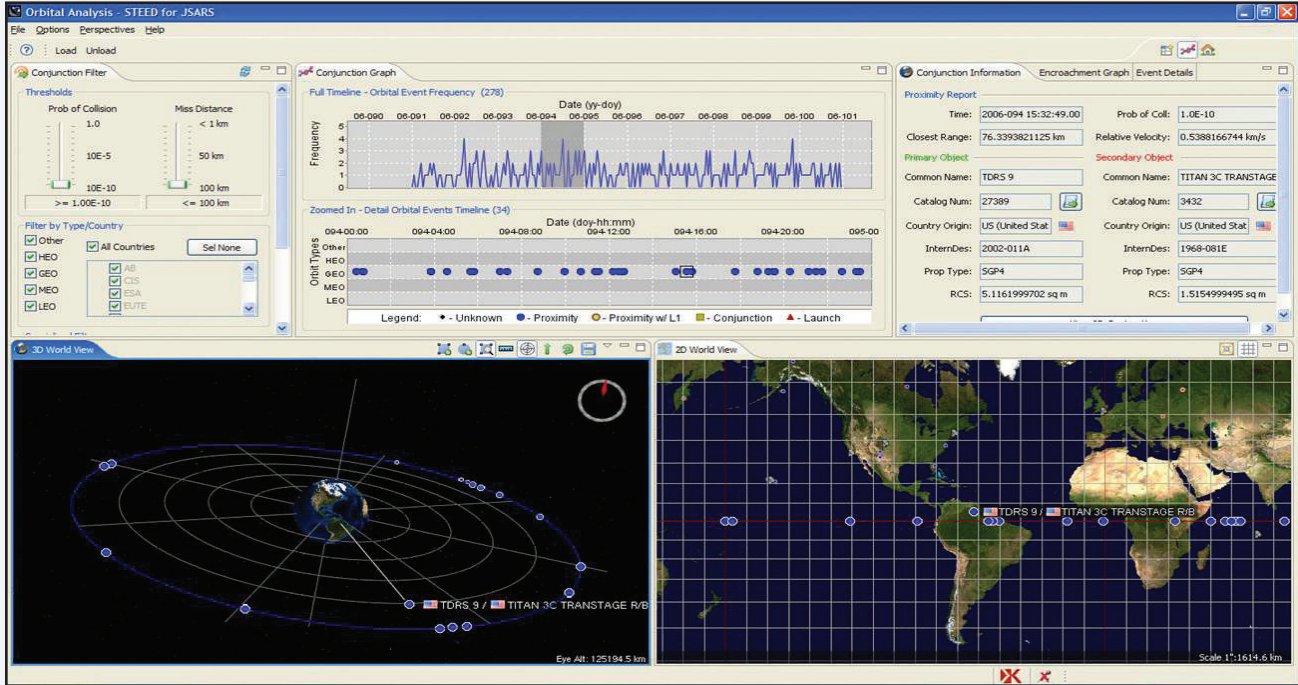 Orbital Analysis - STEED for JSARS
File Options Perspectives Help
Load Unload
Conjunction Filter
Thresholds
Prob of Collision Miss Distance
1.0 < 1 km
10E-5 50 km
10E-10 100 km
>= 1.00E-10 <= 100 km
Filter by Type/Country
Other
HEO
GEO
MEO
LEO
All Countries
Sel None
AB
CIS
ESA
EUTE
Conjunction Graph
Full Timeline - Orbital Event Frequency (278)
Date (yy-doy)
06-090 06-091 06-092 06-093 06-094 06-095 06-096 06-097 06-098 06-099 06-100 06-101
Frequency
5
4
3
2
1
0
Zoomed In - Detail Orbital Events Timeline (34)
Date (doy-hh:mm)
094-00:00 094-04:00 094-08:00 094-12:00 094-16:00 094-20:00 095-00
Orbit Types
Other
HEO
GEO
MEO
LEO
Legend: - Unknown - Proximity - Proximity w/ L1 - Conjunction - Launch
Conjunction Information Encroachment Graph Event Details
Proximity Report
Time: 2006-094 15:32:49.00 Prob of Coll: 1.0E-10
Closest Range: 76.3393821125 km Relative Velocity: 0.5388166744 km/s
Primary Object Secondary Object
Common Name: TDRS 9 Common Name: TITAN 3C TRANSTAGE
Catalog Num: 27389 Catalog Num: 3432
Country Origin: US (United Stat Country Origin: US (United Stat
InternDes: 2002-011A InternDes: 1968-081E
Prop Type: SGP4 Prop Type: SGP4
RCS: 5.1161999702 sq m RCS: 1.5154999495 sq m
3D World View
TDRS 9 / TITAN 3C TRANSTAGE R/B
Eye Alt: 125194.5 km
2D World View
TDRS 9 / TITAN 3C TRANSTAGE R/B
Scale 1":1614.6 km